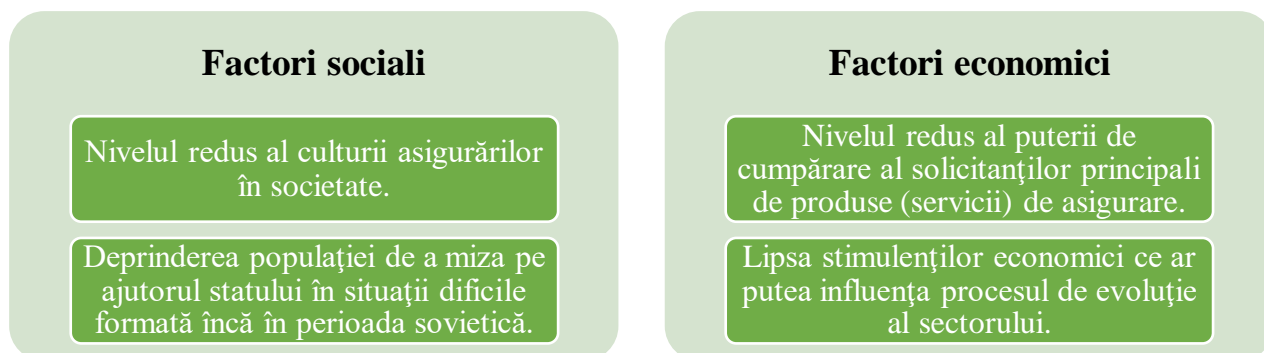 Factori sociali
Nivelul redus al culturii asigurărilor
în societate.
Deprinderea populaţiei de a miza pe
ajutorul statului în situaţii dificile
formată încă în perioada sovietică.
Factori economici
Nivelul redus al puterii de
cumpărare al solicitanţilor principali
de produse (servicii) de asigurare.
Lipsa stimulenţilor economici ce ar
putea influenţa procesul de evoluţie
al sectorului.